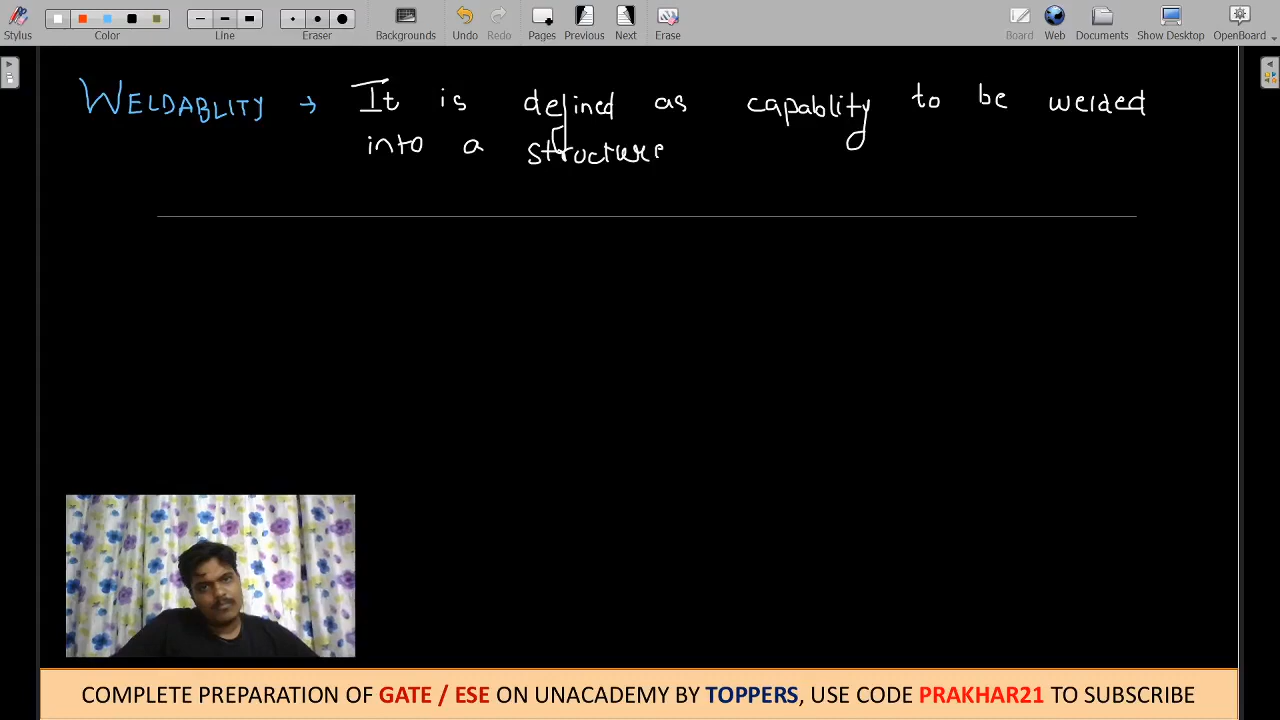 Stylus Color Line Eraser Backgrounds Undo Redo Pages Previous Next Erase Board Web Documents Show Desktop OpenBoard
WELDABLITY → It is defined as capablity to be welded
into a structure
COMPLETE PREPARATION OF GATE / ESE ON UNACADEMY BY TOPPERS, USE CODE PRAKHAR21 TO SUBSCRIBE